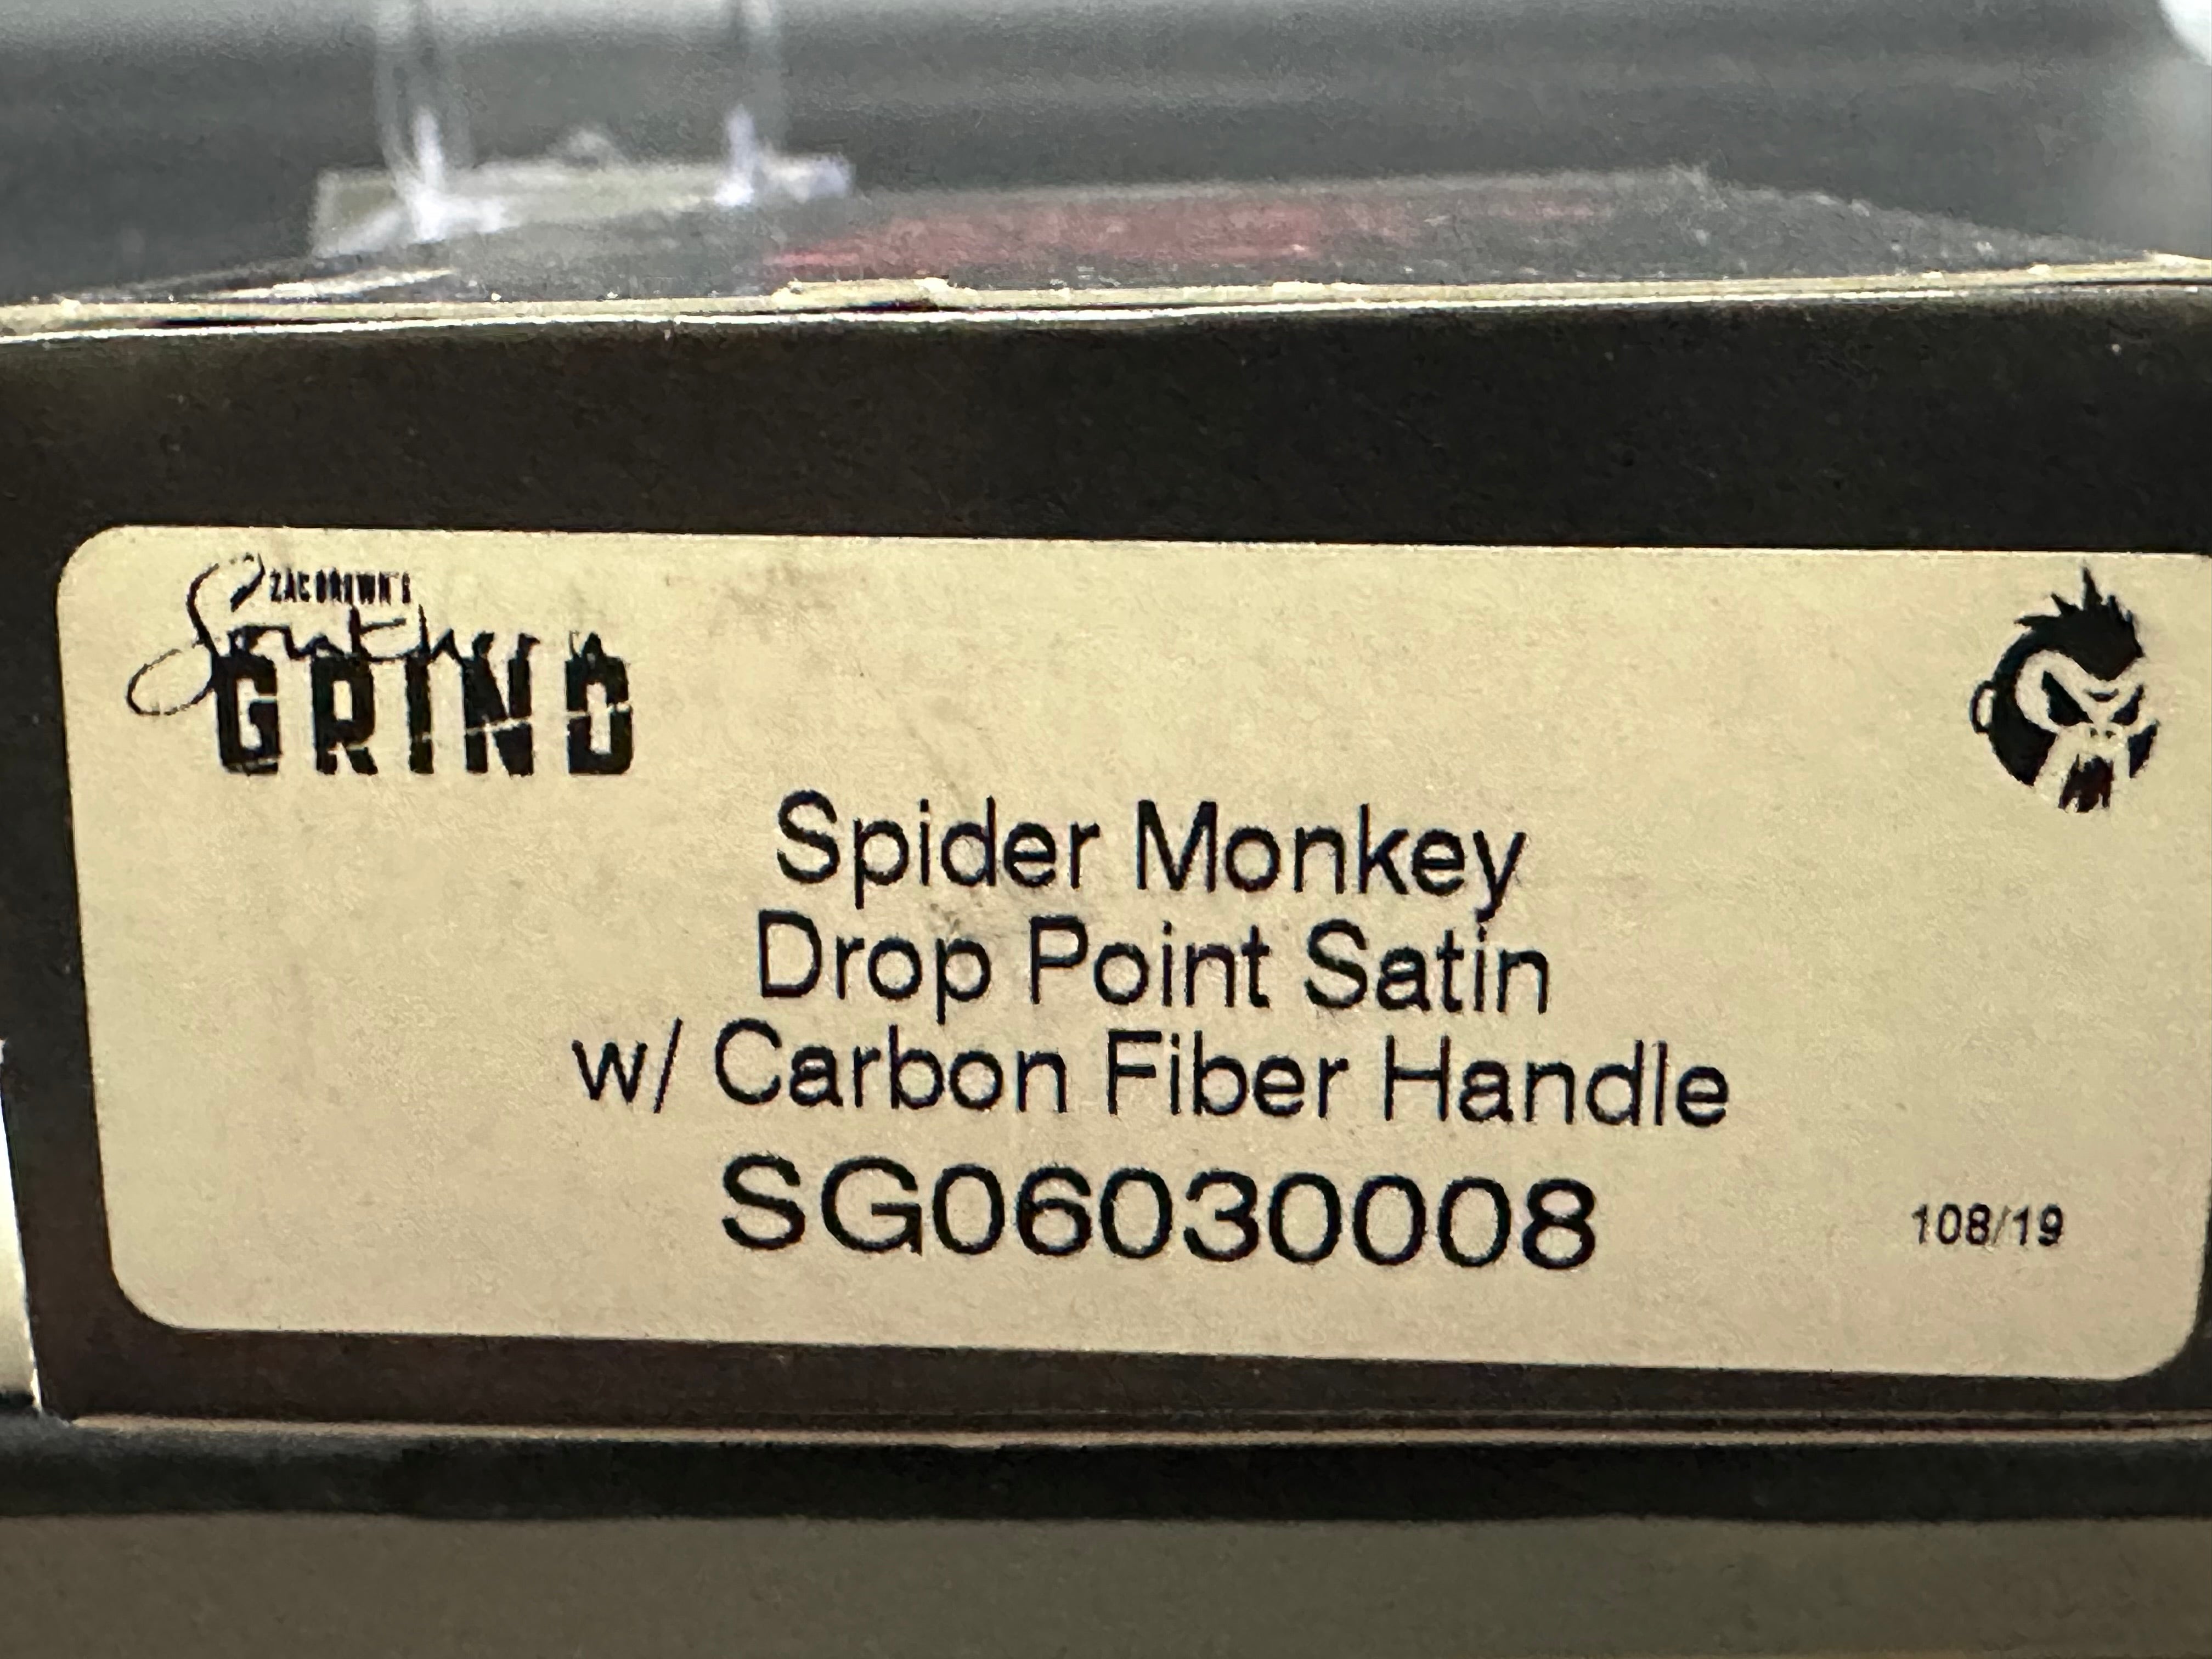 ZAC BROWN'S
Southern
GRIND
Spider Monkey
Drop Point Satin
w/ Carbon Fiber Handle
SG06030008
108/19